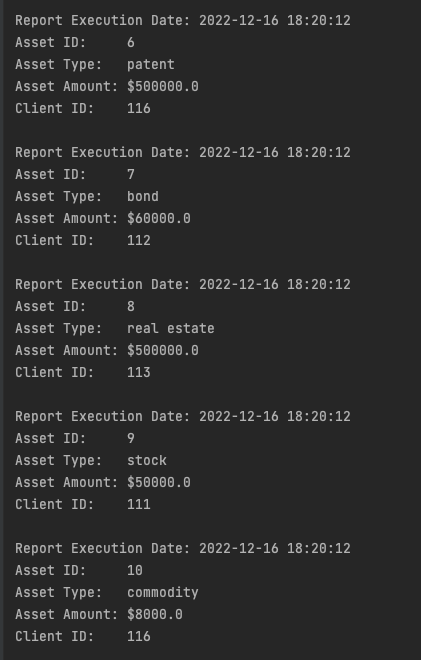 Report Execution Date: 2022-12-16 18:20:12
Asset ID:     6
Asset Type:   patent
Asset Amount: $500000.0
Client ID:    116

Report Execution Date: 2022-12-16 18:20:12
Asset ID:     7
Asset Type:   bond
Asset Amount: $60000.0
Client ID:    112

Report Execution Date: 2022-12-16 18:20:12
Asset ID:     8
Asset Type:   real estate
Asset Amount: $500000.0
Client ID:    113

Report Execution Date: 2022-12-16 18:20:12
Asset ID:     9
Asset Type:   stock
Asset Amount: $50000.0
Client ID:    111

Report Execution Date: 2022-12-16 18:20:12
Asset ID:     10
Asset Type:   commodity
Asset Amount: $8000.0
Client ID:    116